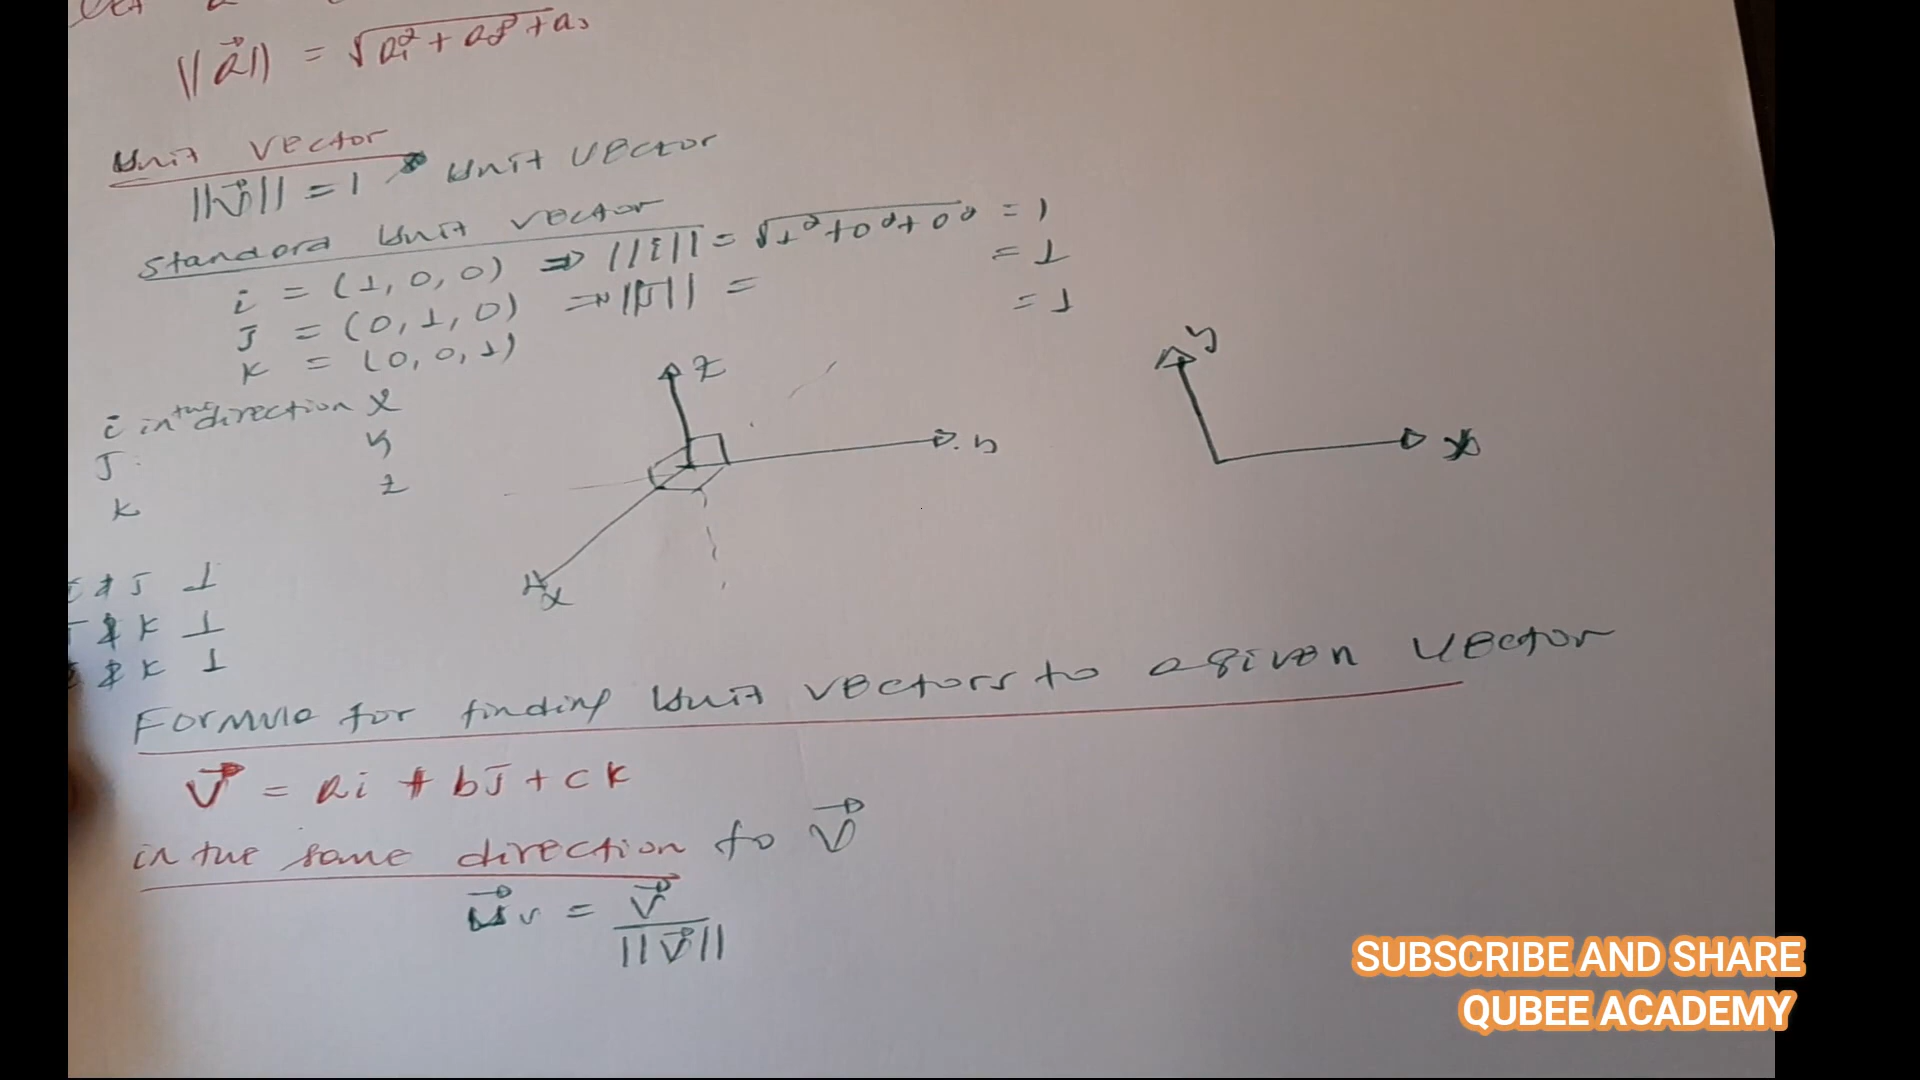 Let a
||a|| = √a₁² + a₂² + a₃
Unit vector
||v|| = 1 → Unit vector
Standard Unit vector
i = (1, 0, 0) ⇒ ||i|| = √1² + 0² + 0² = 1
J = (0, 1, 0) ⇒ ||J|| = = 1
K = (0, 0, 1) = 1
i in the direction x
J y
K z
z
y
x
y
x
& J ⊥
& K ⊥
& K ⊥
Formula for finding Unit vectors to a given vector
v = ai + bJ + cK
in the same direction to v
u v = v
||v||
SUBSCRIBE AND SHARE
QUBEE ACADEMY